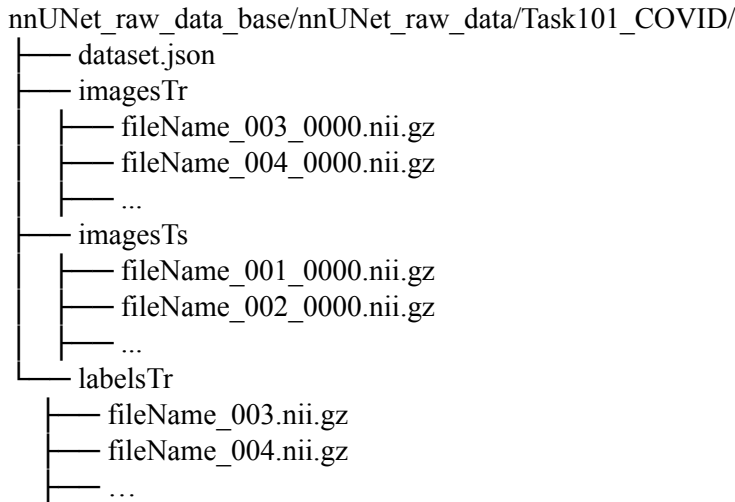 nnUNet_raw_data_base/nnUNet_raw_data/Task101_COVID/
├── dataset.json
├── imagesTr
│   ├── fileName_003_0000.nii.gz
│   ├── fileName_004_0000.nii.gz
│   ├── ...
├── imagesTs
│   ├── fileName_001_0000.nii.gz
│   ├── fileName_002_0000.nii.gz
│   ├── ...
└── labelsTr
    ├── fileName_003.nii.gz
    ├── fileName_004.nii.gz
    ├── …